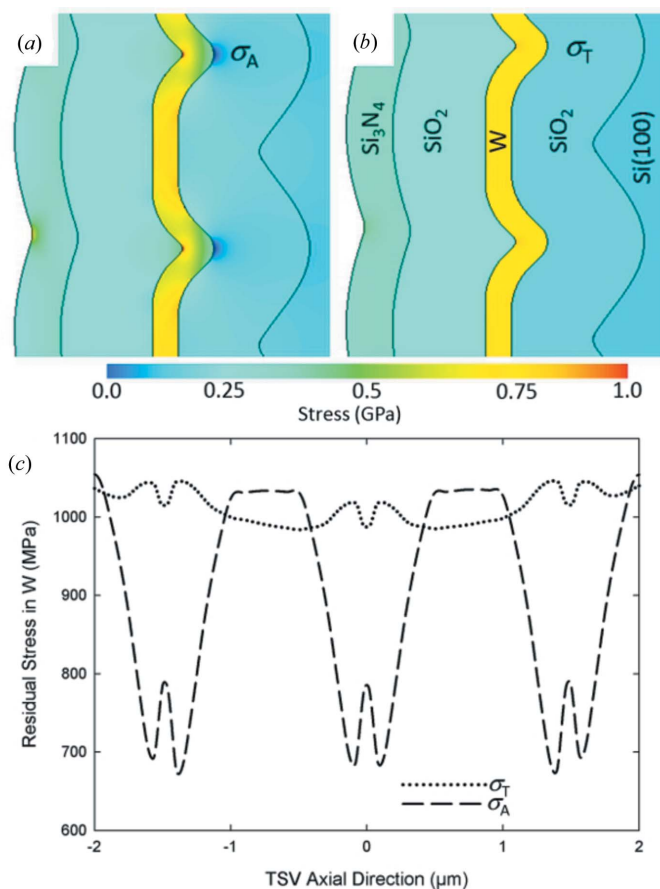 (a)
σA
(b)
σT
Si3N4
SiO2
W
SiO2
Si(100)
0.0 0.25 0.5 0.75 1.0
Stress (GPa)
(c)
1100
1000
900
800
700
600
Residual Stress in W (MPa)
σT
σA
-2 -1 0 1 2
TSV Axial Direction (µm)